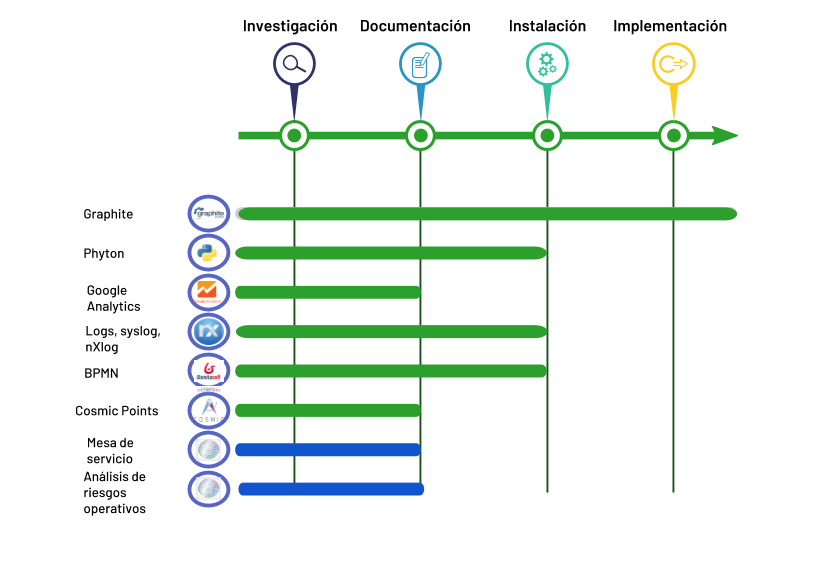 Investigación Documentación Instalación Implementación
Graphite
graphite
Phyton
Google
Analytics
Logs, syslog,
nXlog
BPMN
Bonitasoft
Cosmic Points
COSMIC
Mesa de
servicio
Análisis de
riesgos
operativos